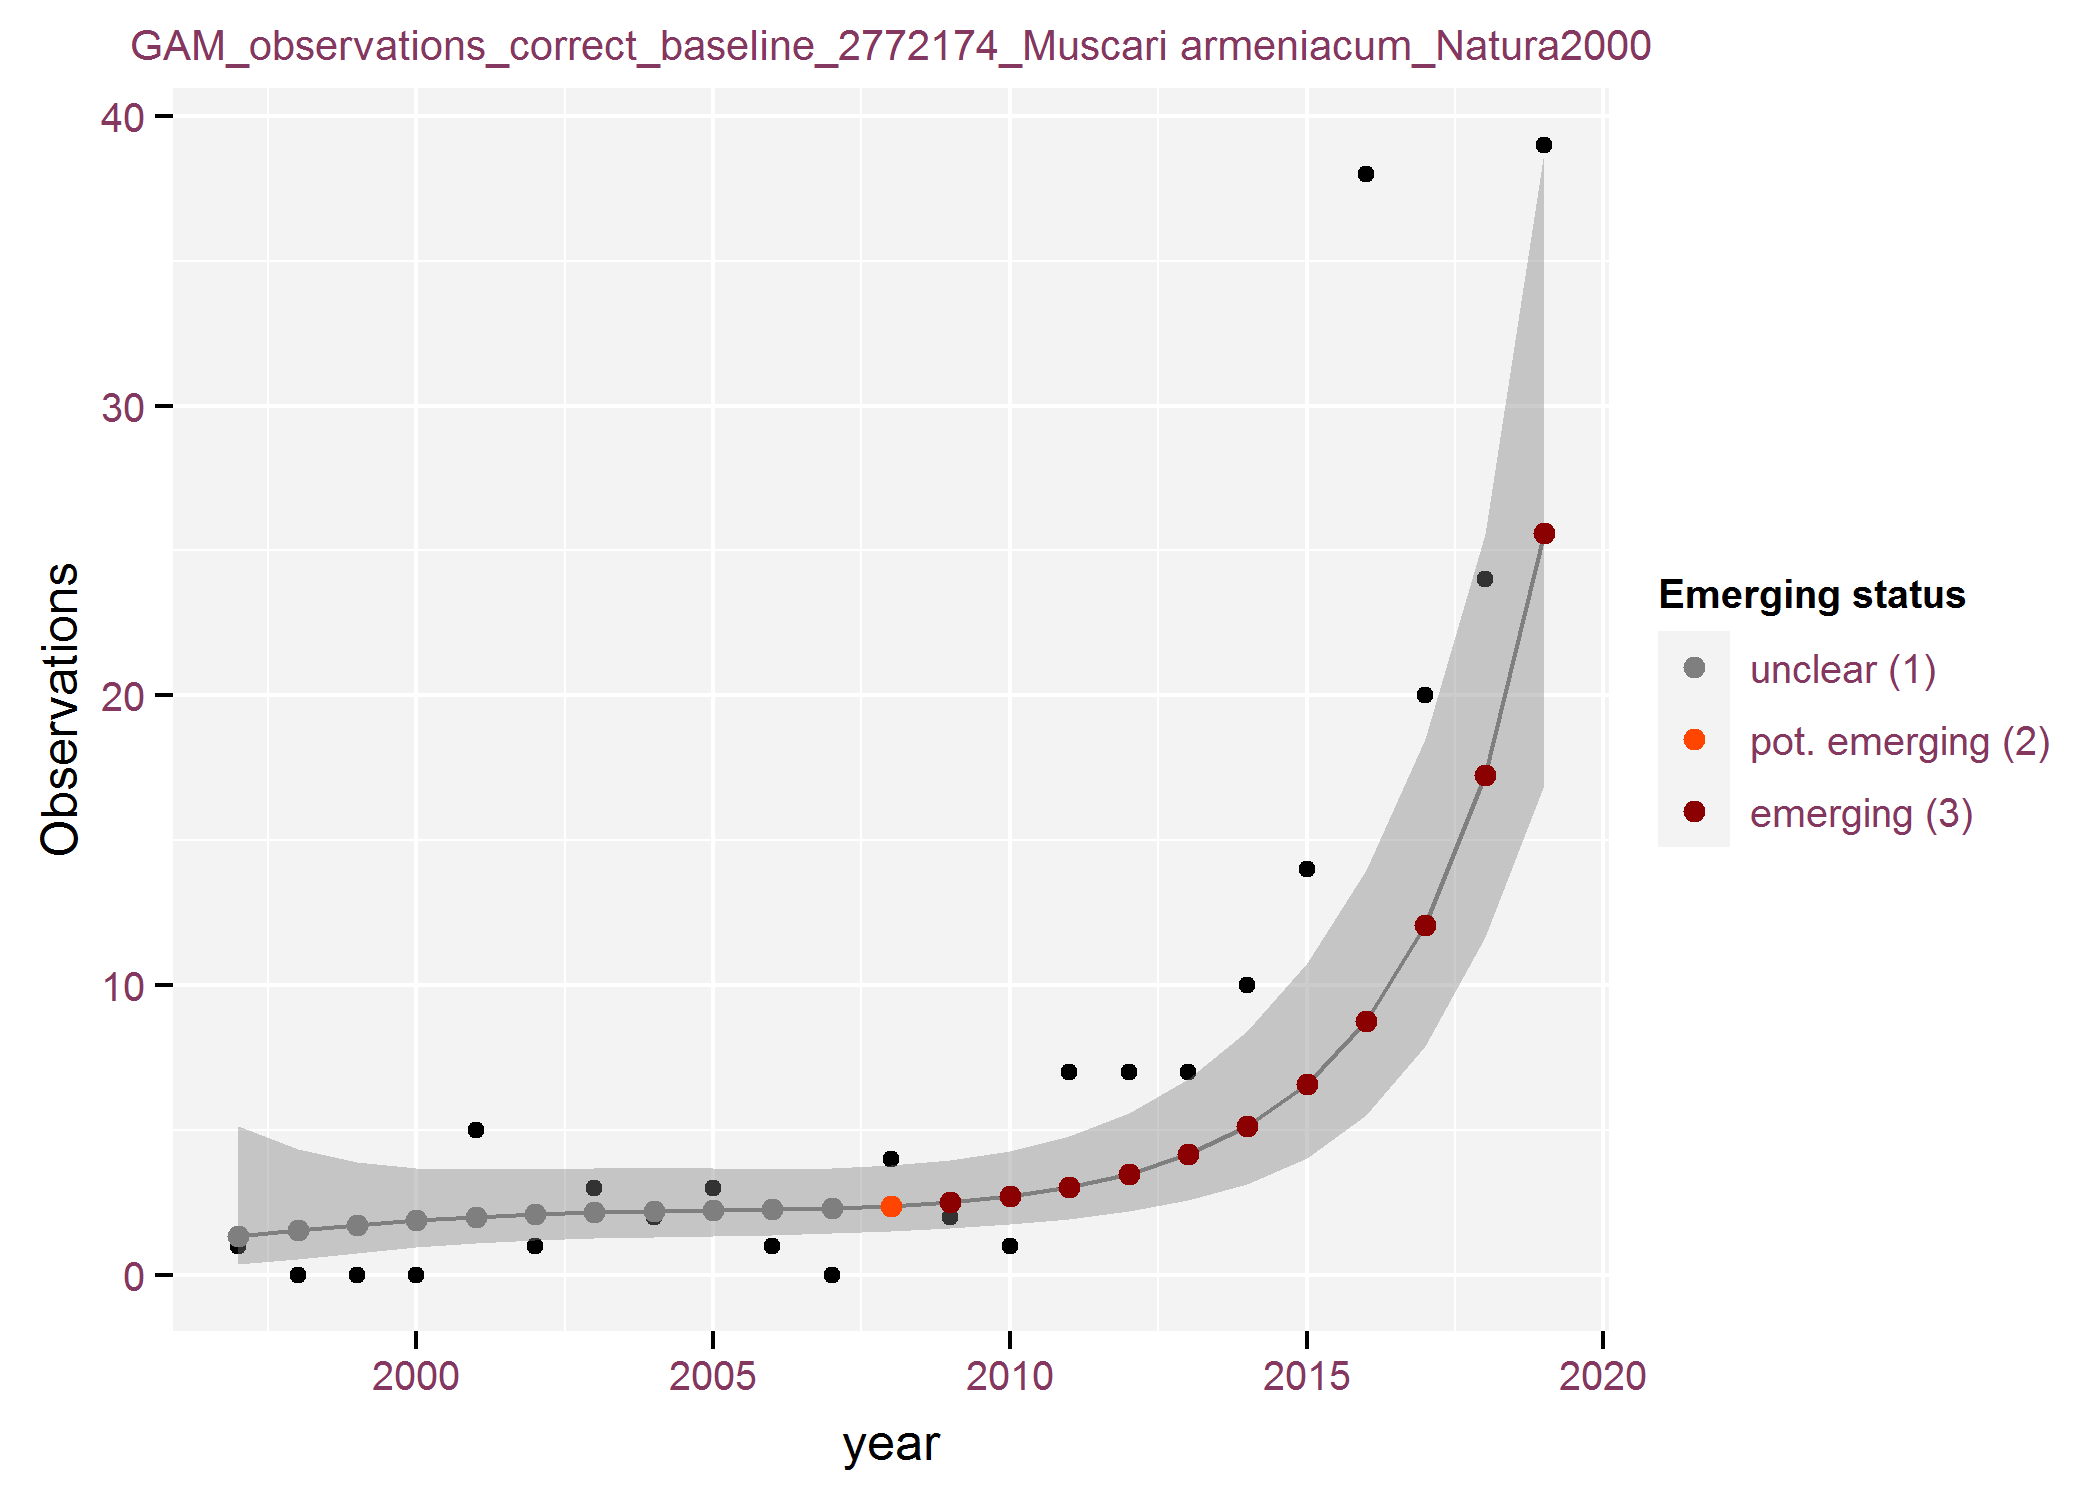 GAM_observations_correct_baseline_2772174_Muscari armeniacum_Natura2000
40
30
20
10
0
Observations
2000 2005 2010 2015 2020
year
Emerging status
unclear (1)
pot. emerging (2)
emerging (3)